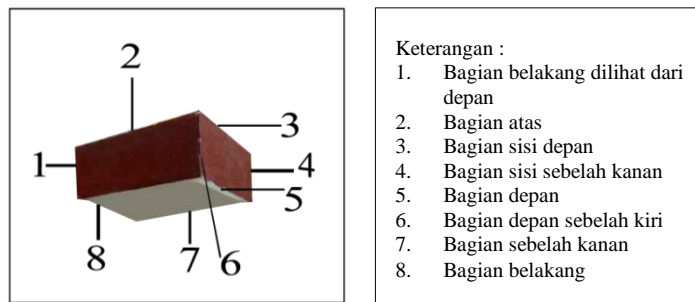 2
3
1
4
5
8
7
6
Keterangan :
1. Bagian belakang dilihat dari
depan
2. Bagian atas
3. Bagian sisi depan
4. Bagian sisi sebelah kanan
5. Bagian depan
6. Bagian depan sebelah kiri
7. Bagian sebelah kanan
8. Bagian belakang